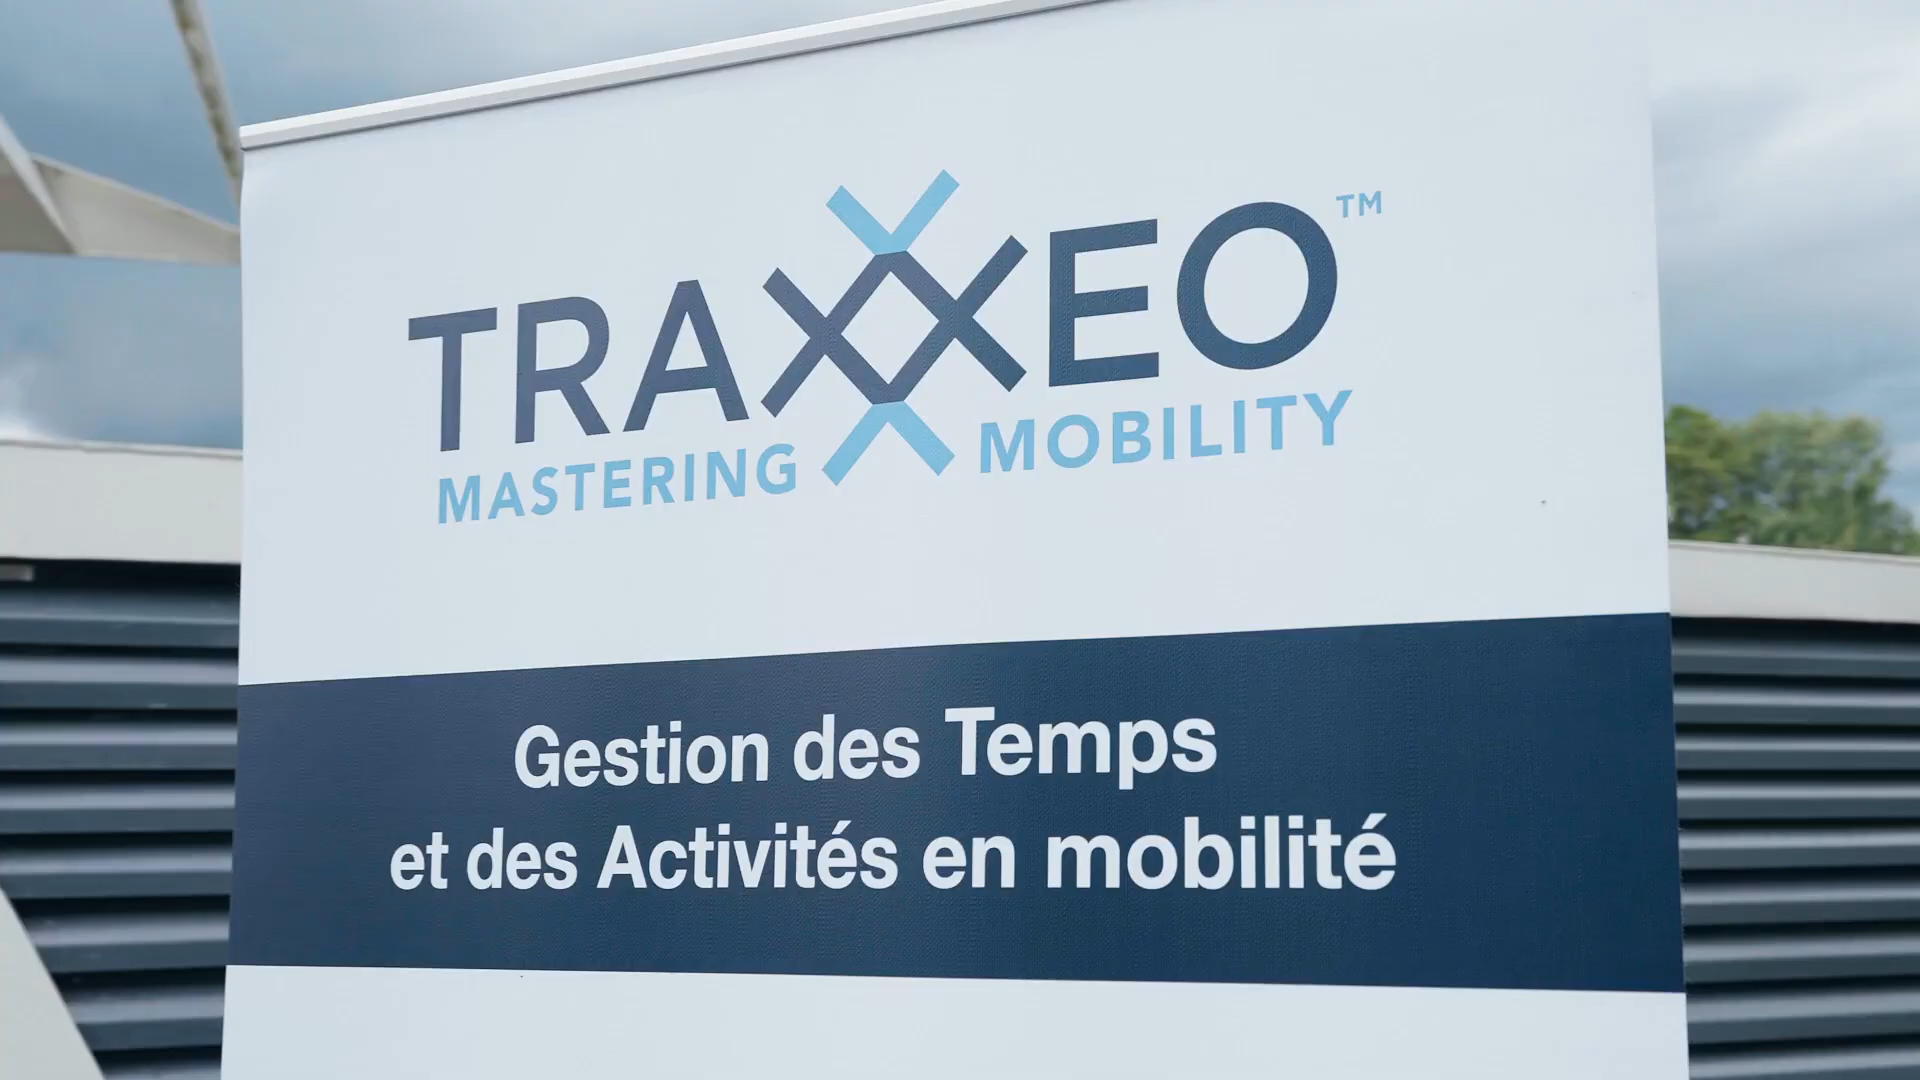 TRAXXEO™
MASTERING MOBILITY
Gestion des Temps
et des Activités en mobilité